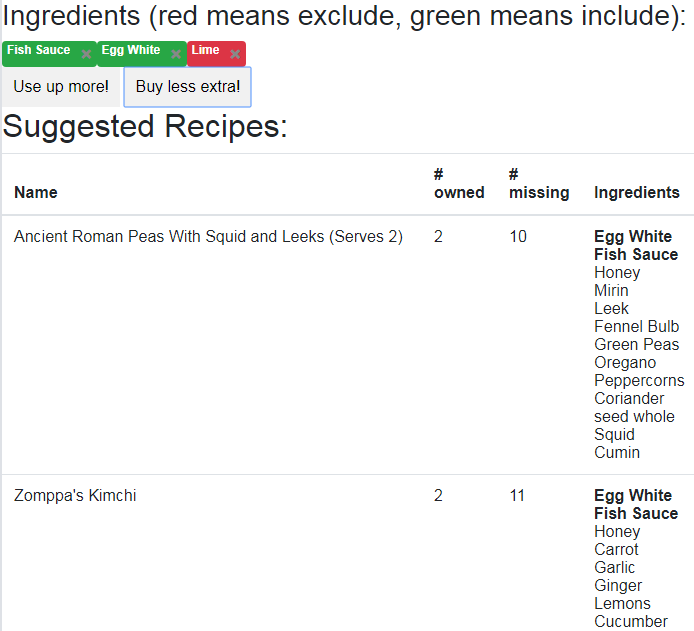 Ingredients (red means exclude, green means include):
Fish Sauce × Egg White × Lime ×
Use up more! Buy less extra!
Suggested Recipes:
Name # owned # missing Ingredients
Ancient Roman Peas With Squid and Leeks (Serves 2) 2 10 Egg White
Fish Sauce
Honey
Mirin
Leek
Fennel Bulb
Green Peas
Oregano
Peppercorns
Coriander
seed whole
Squid
Cumin
Zomppa's Kimchi 2 11 Egg White
Fish Sauce
Honey
Carrot
Garlic
Ginger
Lemons
Cucumber